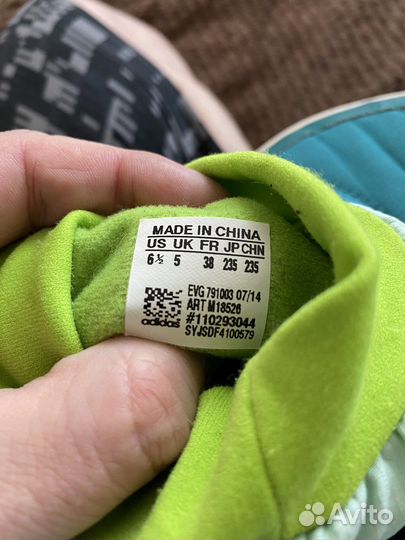 MADE IN CHINA
US UK FR JP CHN
6½ 5 38 235 235
EVG 791003 07/14
ART M18526
#110293044
SYJSDF4100579
adidas
Avito